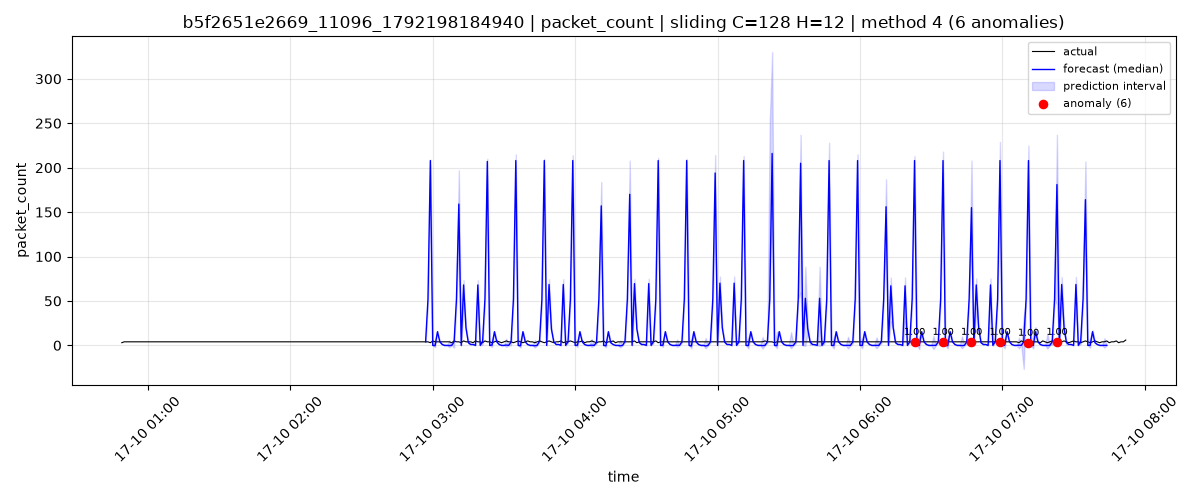 b5f2651e2669_11096_1792198184940 | packet_count | sliding C=128 H=12 | method 4 (6 anomalies)
actual
forecast (median)
prediction interval
anomaly (6)
300
250
200
150
100
50
0
packet_count
1.00 1.00 1.00 1.00 1.00 1.00
17-10 01:00
17-10 02:00
17-10 03:00
17-10 04:00
17-10 05:00
17-10 06:00
17-10 07:00
17-10 08:00
time